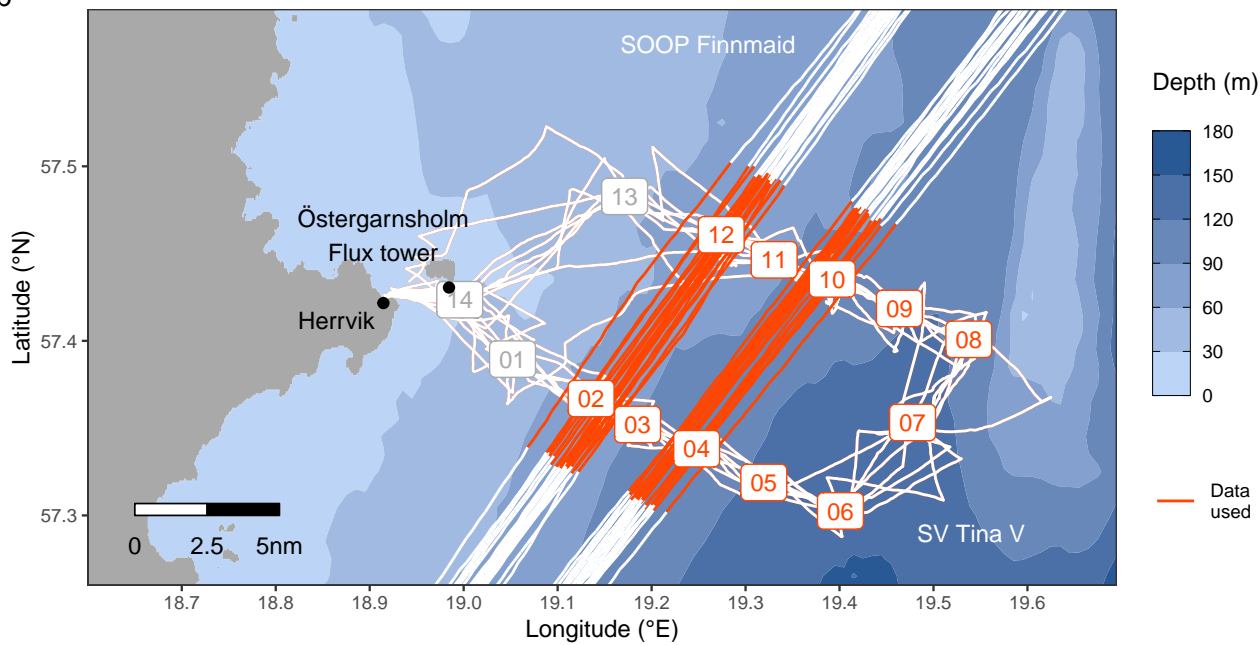 SOOP Finnmaid
Depth (m)
180
150
120
90
60
30
0
57.5
57.4
57.3
Latitude (°N)
13
12
11
10
09
08
07
06
05
04
03
02
01
14
Östergarnsholm
Flux tower
Herrvik
0 2.5 5nm
SV Tina V
Data
used
18.7 18.8 18.9 19.0 19.1 19.2 19.3 19.4 19.5 19.6
Longitude (°E)